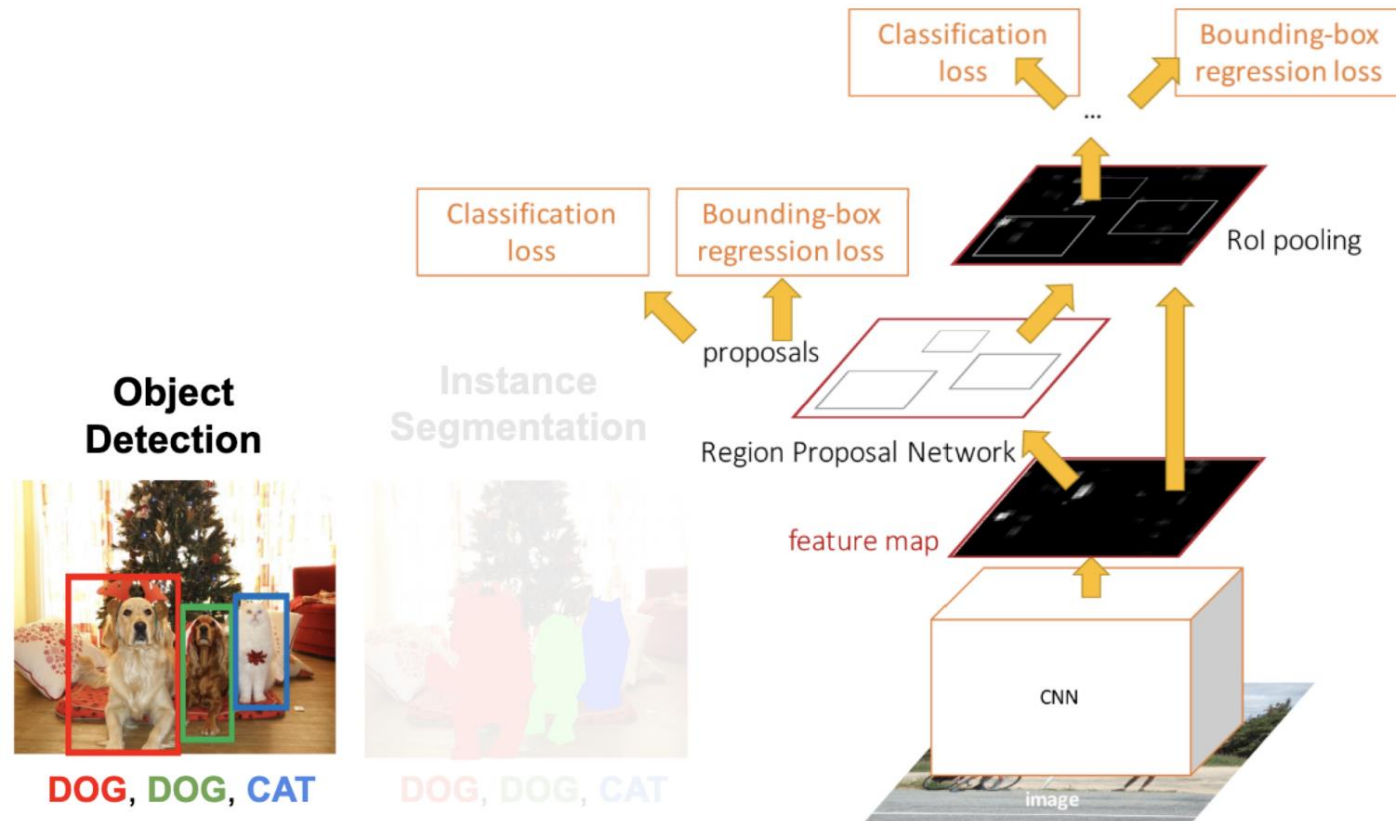 Classification
loss
Bounding-box
regression loss
...
Classification
loss
Bounding-box
regression loss
RoI pooling
proposals
Object
Detection
Instance
Segmentation
Region Proposal Network
feature map
CNN
image
DOG, DOG, CAT
DOG, DOG, CAT